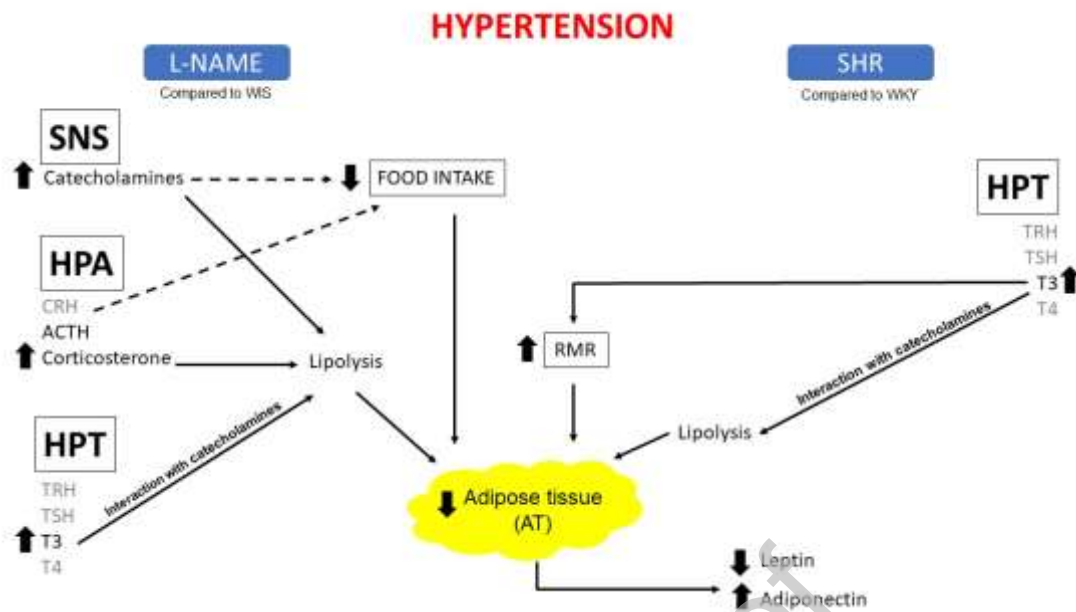 HYPERTENSION
L-NAME
Compared to WIS
SNS
Catecholamines
FOOD INTAKE
HPA
CRH
ACTH
Corticosterone
Lipolysis
HPT
Interaction with catecholamines
TRH
TSH
T3
T4
SHR
Compared to WKY
HPT
TRH
TSH
T3
T4
RMR
Interaction with catecholamines
Lipolysis
Adipose tissue
(AT)
Leptin
Adiponectin